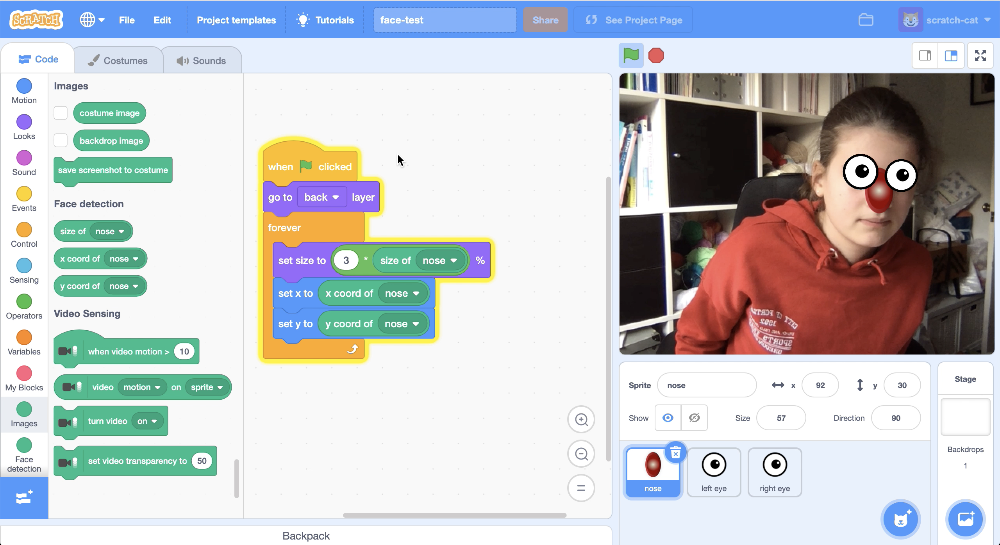 SCRATCH
File
Edit
Project templates
Tutorials
face-test
Share
See Project Page
scratch-cat
Code
Costumes
Sounds
Motion
Looks
Sound
Events
Control
Sensing
Operators
Variables
My Blocks
Images
Face
detection
Images
costume image
backdrop image
save screenshot to costume
Face detection
size of nose
x coord of nose
y coord of nose
Video Sensing
when video motion > 10
video motion on sprite
turn video on
set video transparency to 50
when clicked
go to back layer
forever
set size to 3 * size of nose %
set x to x coord of nose
set y to y coord of nose
Backpack
CITY OF PORTSM
1992
SPORTS
Sprite nose x 92 y 30
Show Size 57 Direction 90
nose
left eye
right eye
Stage
Backdrops
1